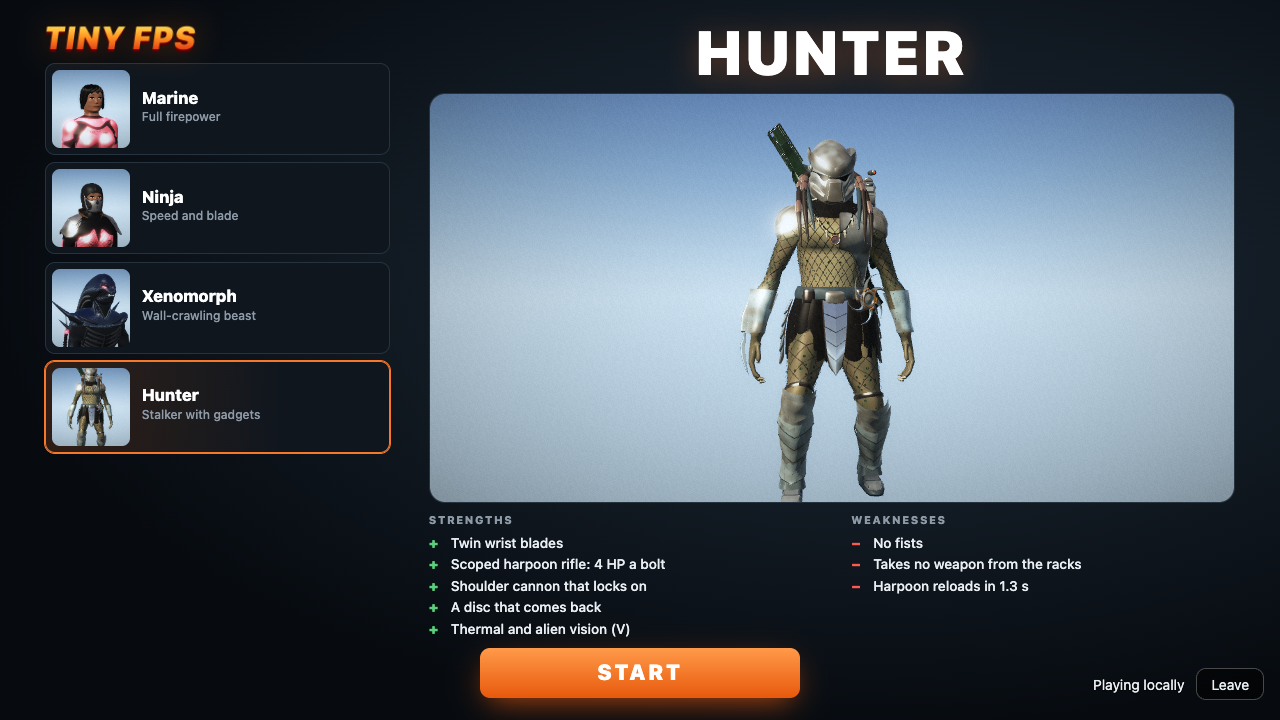 TINY FPS
Marine
Full firepower
Ninja
Speed and blade
Xenomorph
Wall-crawling beast
Hunter
Stalker with gadgets
HUNTER
STRENGTHS
+ Twin wrist blades
+ Scoped harpoon rifle: 4 HP a bolt
+ Shoulder cannon that locks on
+ A disc that comes back
+ Thermal and alien vision (V)
WEAKNESSES
– No fists
– Takes no weapon from the racks
– Harpoon reloads in 1.3 s
START
Playing locally
Leave